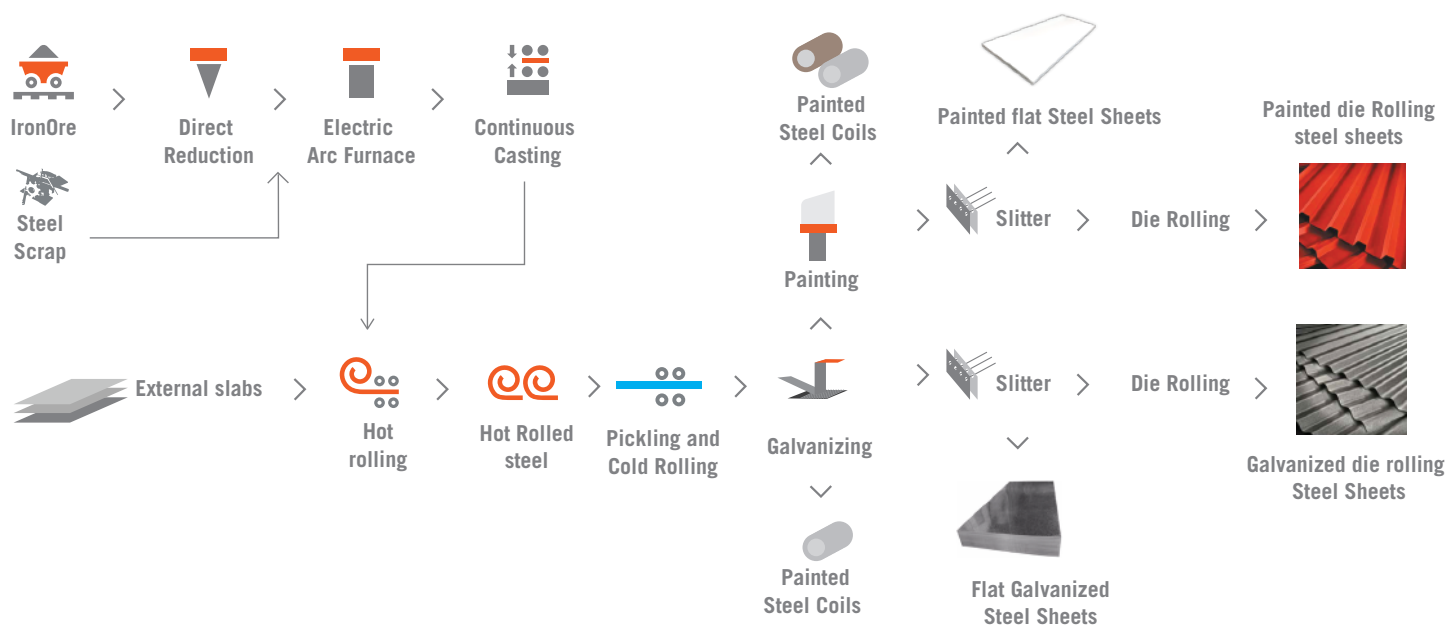 IronOre
Direct
Reduction
Electric
Arc Furnace
Continuous
Casting
Steel
Scrap
Painted
Steel Coils
Painted flat Steel Sheets
Painted die Rolling
steel sheets
Painting
Slitter
Die Rolling
External slabs
Hot
rolling
Hot Rolled
steel
Pickling and
Cold Rolling
Galvanizing
Slitter
Die Rolling
Galvanized die rolling
Steel Sheets
Painted
Steel Coils
Flat Galvanized
Steel Sheets